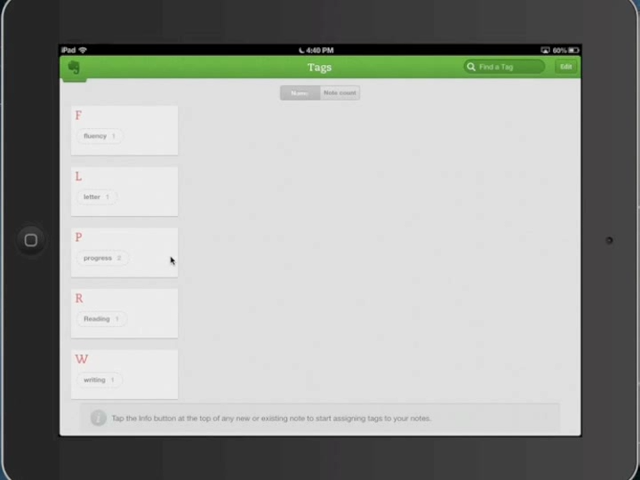 iPad 4:40 PM 60%
Tags Find a Tag Edit
Name Note count
F
fluency 1
L
letter 1
P
progress 2
R
Reading 1
W
writing 1
Tap the Info button at the top of any new or existing note to start assigning tags to your notes.